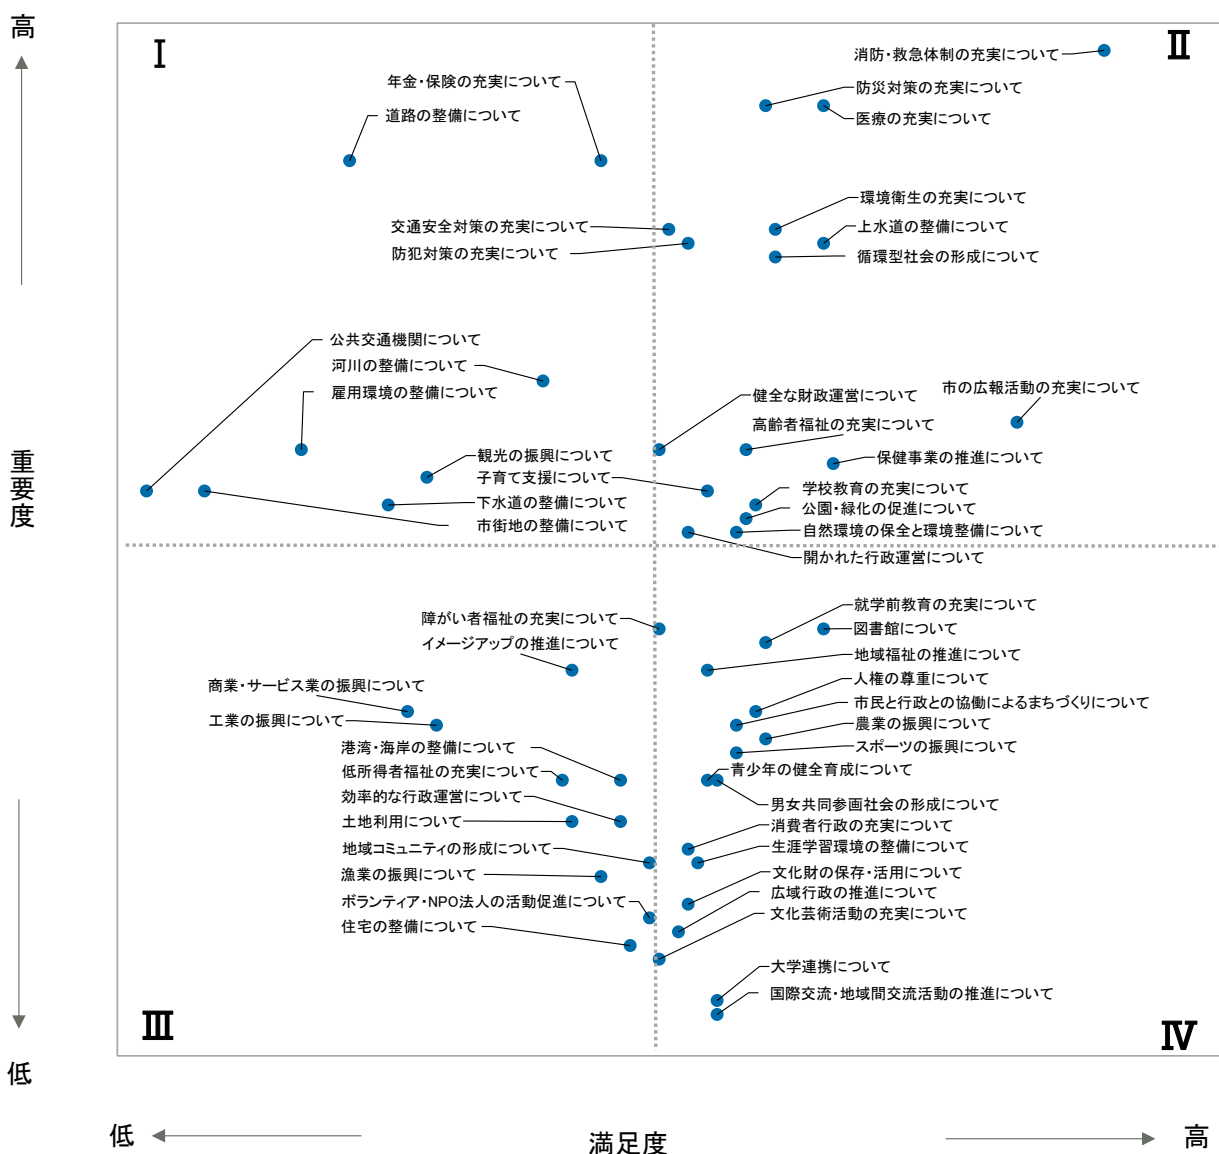 高
Ⅰ
Ⅱ
消防・救急体制の充実について
年金・保険の充実について
防災対策の充実について
道路の整備について
医療の充実について
環境衛生の充実について
交通安全対策の充実について
上水道の整備について
防犯対策の充実について
循環型社会の形成について
公共交通機関について
河川の整備について
雇用環境の整備について
市の広報活動の充実について
健全な財政運営について
高齢者福祉の充実について
観光の振興について
保健事業の推進について
子育て支援について
学校教育の充実について
下水道の整備について
公園・緑化の促進について
市街地の整備について
自然環境の保全と環境整備について
開かれた行政運営について
重要度
就学前教育の充実について
障がい者福祉の充実について
図書館について
イメージアップの推進について
地域福祉の推進について
人権の尊重について
商業・サービス業の振興について
市民と行政との協働によるまちづくりについて
工業の振興について
農業の振興について
港湾・海岸の整備について
スポーツの振興について
低所得者福祉の充実について
青少年の健全育成について
効率的な行政運営について
男女共同参画社会の形成について
土地利用について
消費者行政の充実について
地域コミュニティの形成について
生涯学習環境の整備について
漁業の振興について
文化財の保存・活用について
ボランティア・NPO法人の活動促進について
広域行政の推進について
住宅の整備について
文化芸術活動の充実について
大学連携について
国際交流・地域間交流活動の推進について
Ⅲ
Ⅳ
低
低
満足度
高